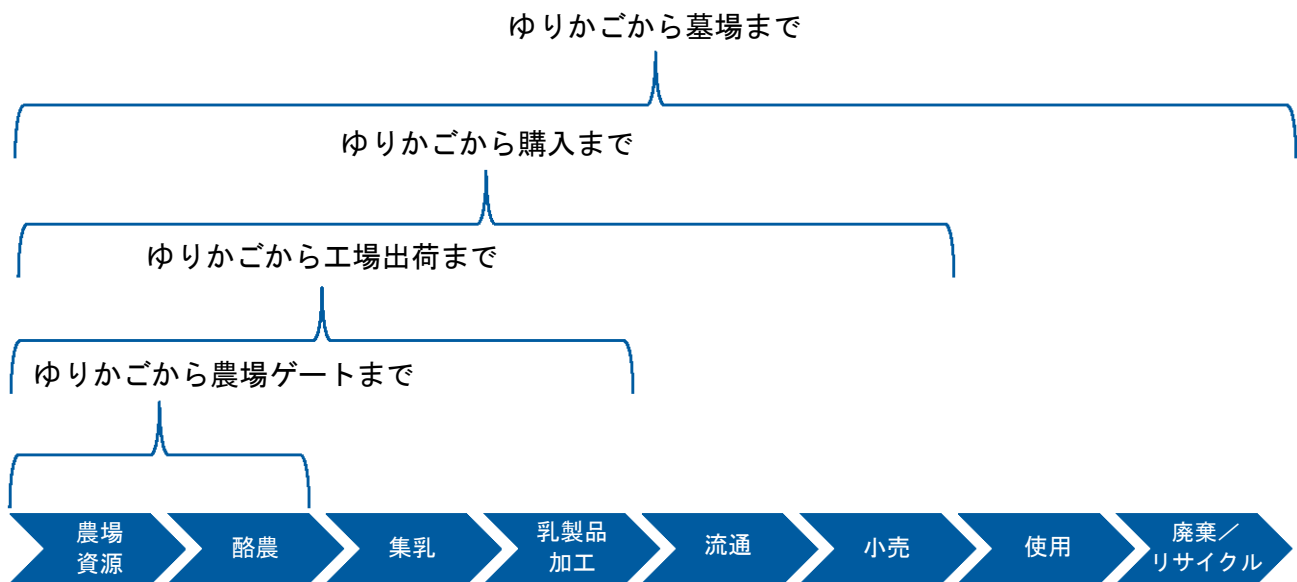 ゆりかごから墓場まで
ゆりかごから購入まで
ゆりかごから工場出荷まで
ゆりかごから農場ゲートまで
農場
資源
酪農
集乳
乳製品
加工
流通
小売
使用
廃棄／
リサイクル